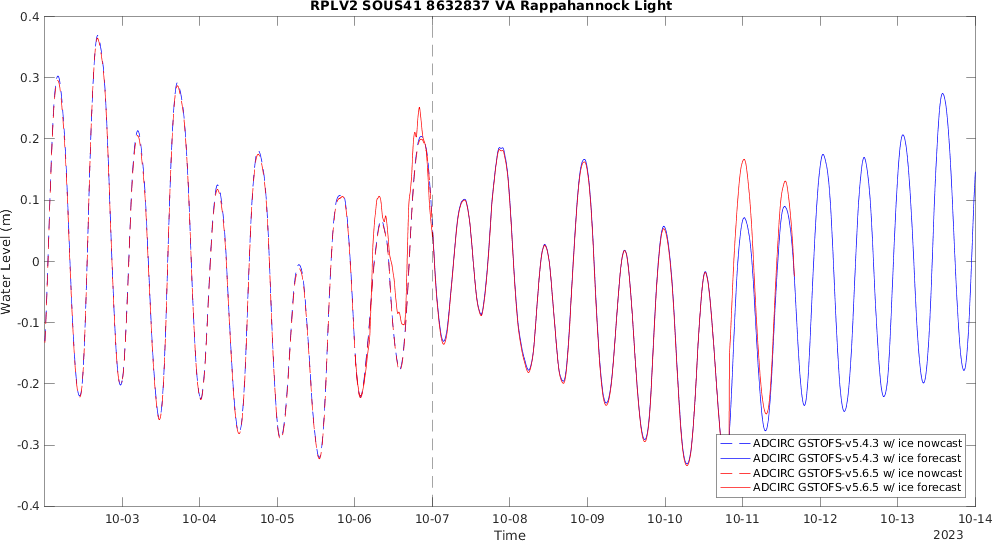 RPLV2 SOUS41 8632837 VA Rappahannock Light
0.4
0.3
0.2
0.1
0
-0.1
-0.2
-0.3
-0.4
Water Level (m)
ADCIRC GSTOFS-v5.4.3 w/ ice nowcast
ADCIRC GSTOFS-v5.4.3 w/ ice forecast
ADCIRC GSTOFS-v5.6.5 w/ ice nowcast
ADCIRC GSTOFS-v5.6.5 w/ ice forecast
10-03 10-04 10-05 10-06 10-07 10-08 10-09 10-10 10-11 10-12 10-13 10-14
Time
2023